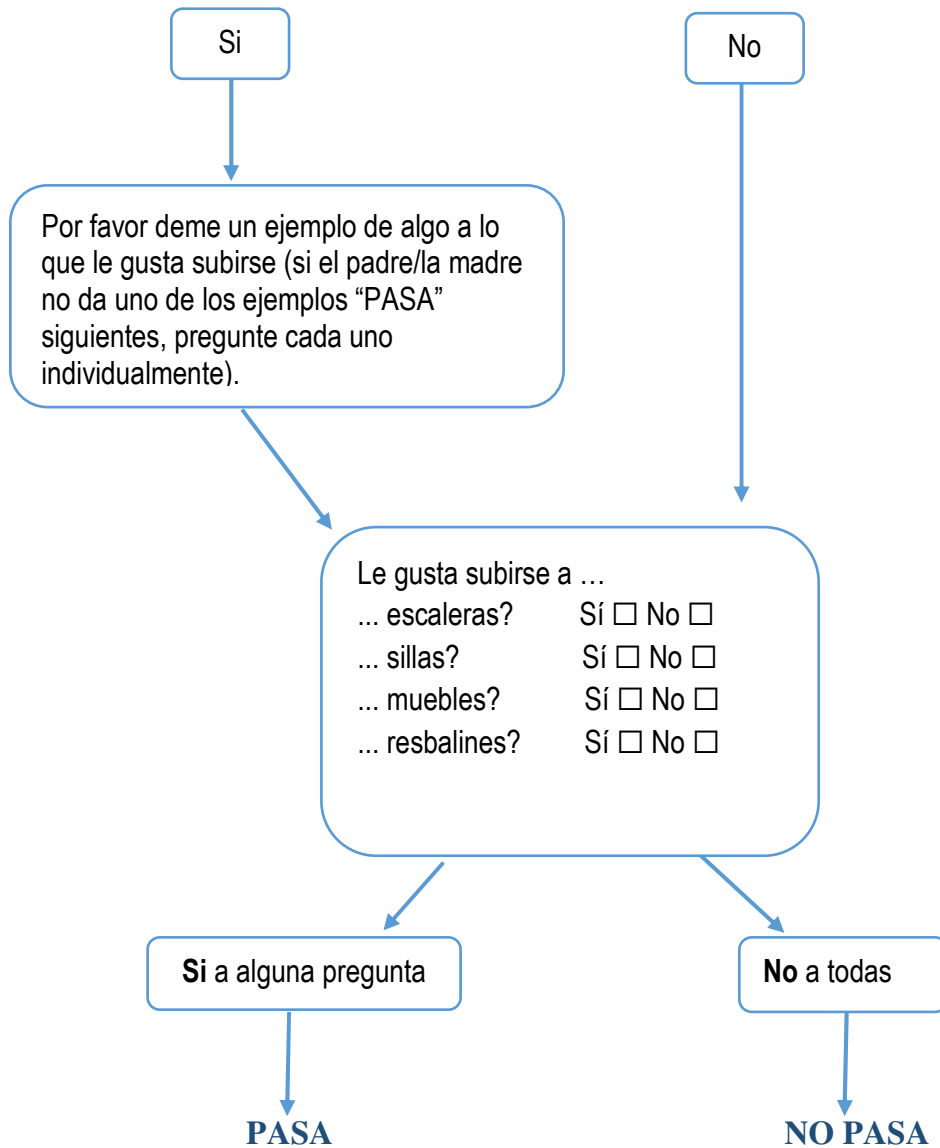 Si
No
Por favor deme un ejemplo de algo a lo
que le gusta subirse (si el padre/la madre
no da uno de los ejemplos “PASA”
siguientes, pregunte cada uno
individualmente).
Le gusta subirse a …
... escaleras? Sí ☐ No ☐
... sillas? Sí ☐ No ☐
... muebles? Sí ☐ No ☐
... resbalines? Sí ☐ No ☐
Si a alguna pregunta
No a todas
PASA
NO PASA